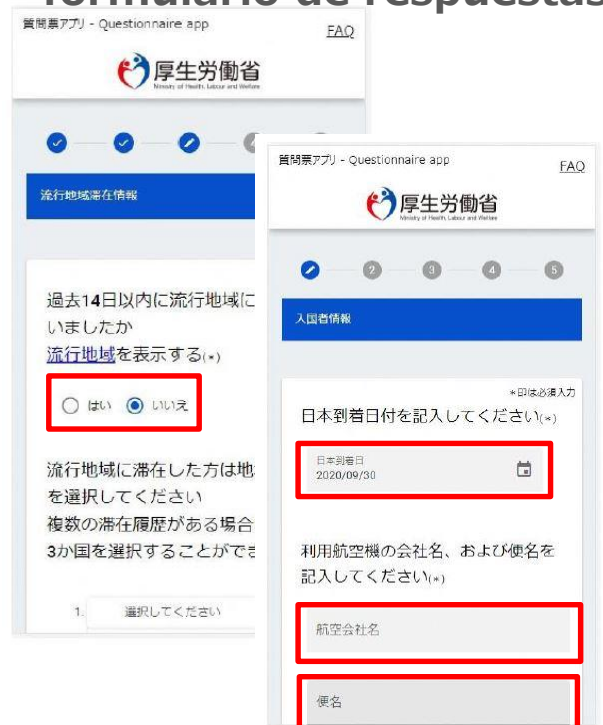 formulario de respuestas
質問票アプリ - Questionnaire app
FAQ
厚生労働省
Ministry of Health, Labour and Welfare
流行地域滞在情報
過去14日以内に流行地域に
いましたか
流行地域を表示する(*)
はい
いいえ
流行地域に滞在した方は地
を選択してください
複数の滞在履歴がある場合
3か国を選択することができ
1. 選択してください
質問票アプリ - Questionnaire app
FAQ
厚生労働省
Ministry of Health, Labour and Welfare
2
3
4
5
入国者情報
*印は必須入力
日本到着日付を記入してください(*)
日本到着日
2020/09/30
利用航空機の会社名、および便名を
記入してください(*)
航空会社名
便名